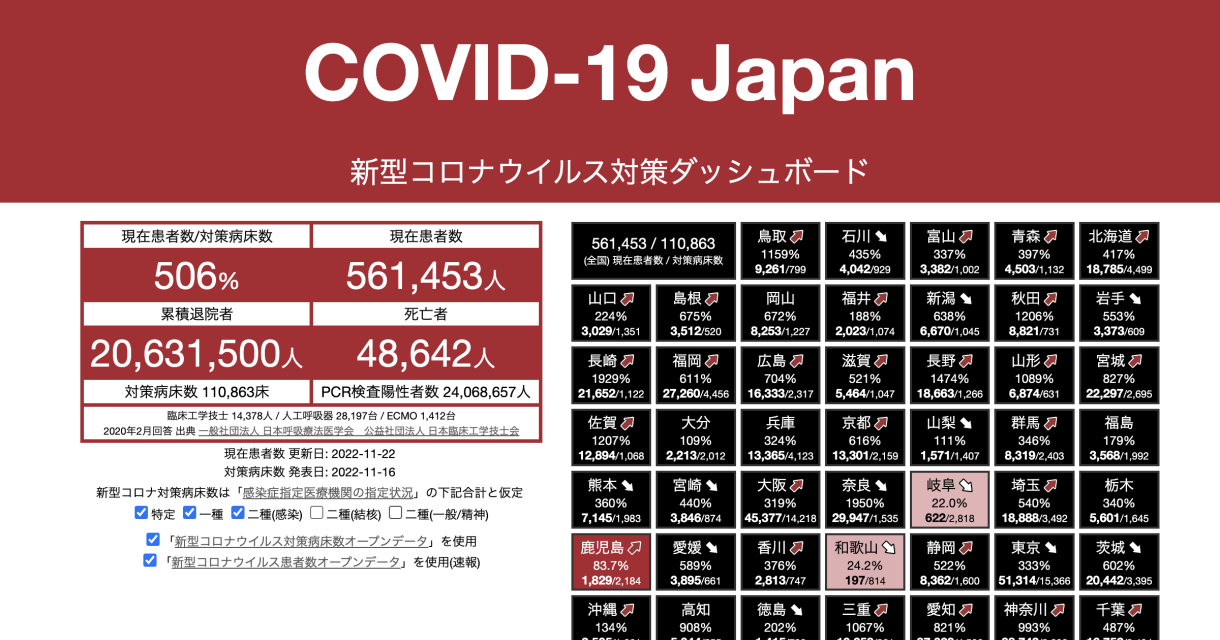 COVID-19 Japan
新型コロナウイルス対策ダッシュボード
現在患者数/対策病床数
現在患者数
506%
561,453人
累積退院者
死亡者
20,631,500人
48,642人
対策病床数 110,863床
PCR検査陽性者数 24,068,657人
臨床工学技士 14,378人 / 人工呼吸器 28,197台 / ECMO 1,412台
2020年2月回答 出典 一般社団法人 日本呼吸療法医学会　公益社団法人 日本臨床工学技士会
現在患者数 更新日: 2022-11-22
対策病床数 発表日: 2022-11-16
新型コロナ対策病床数は「感染症指定医療機関の指定状況」の下記合計と仮定
特定 一種 二種(感染) 二種(結核) 二種(一般/精神)
「新型コロナウイルス対策病床数オープンデータ」を使用
「新型コロナウイルス患者数オープンデータ」を使用(速報)
561,453 / 110,863
(全国) 現在患者数 / 対策病床数
鳥取
1159%
9,261/799
石川
435%
4,042/929
富山
337%
3,382/1,002
青森
397%
4,503/1,132
北海道
417%
18,785/4,499
山口
224%
3,029/1,351
島根
675%
3,512/520
岡山
672%
8,253/1,227
福井
188%
2,023/1,074
新潟
638%
6,670/1,045
秋田
1206%
8,821/731
岩手
553%
3,373/609
長崎
1929%
21,652/1,122
福岡
611%
27,260/4,456
広島
704%
16,333/2,317
滋賀
521%
5,464/1,047
長野
1474%
18,663/1,266
山形
1089%
6,874/631
宮城
827%
22,297/2,695
佐賀
1207%
12,894/1,068
大分
109%
2,213/2,012
兵庫
324%
13,365/4,123
京都
616%
13,301/2,159
山梨
111%
1,571/1,407
群馬
346%
8,319/2,403
福島
179%
3,568/1,992
熊本
360%
7,145/1,983
宮崎
440%
3,846/874
大阪
319%
45,377/14,218
奈良
1950%
29,947/1,535
岐阜
22.0%
622/2,818
埼玉
540%
18,888/3,492
栃木
340%
5,601/1,645
鹿児島
83.7%
1,829/2,184
愛媛
589%
3,895/661
香川
376%
2,813/747
和歌山
24.2%
197/814
静岡
522%
8,362/1,600
東京
333%
51,314/15,366
茨城
602%
20,442/3,395
沖縄
134%
高知
908%
徳島
202%
三重
1067%
愛知
821%
神奈川
993%
千葉
487%